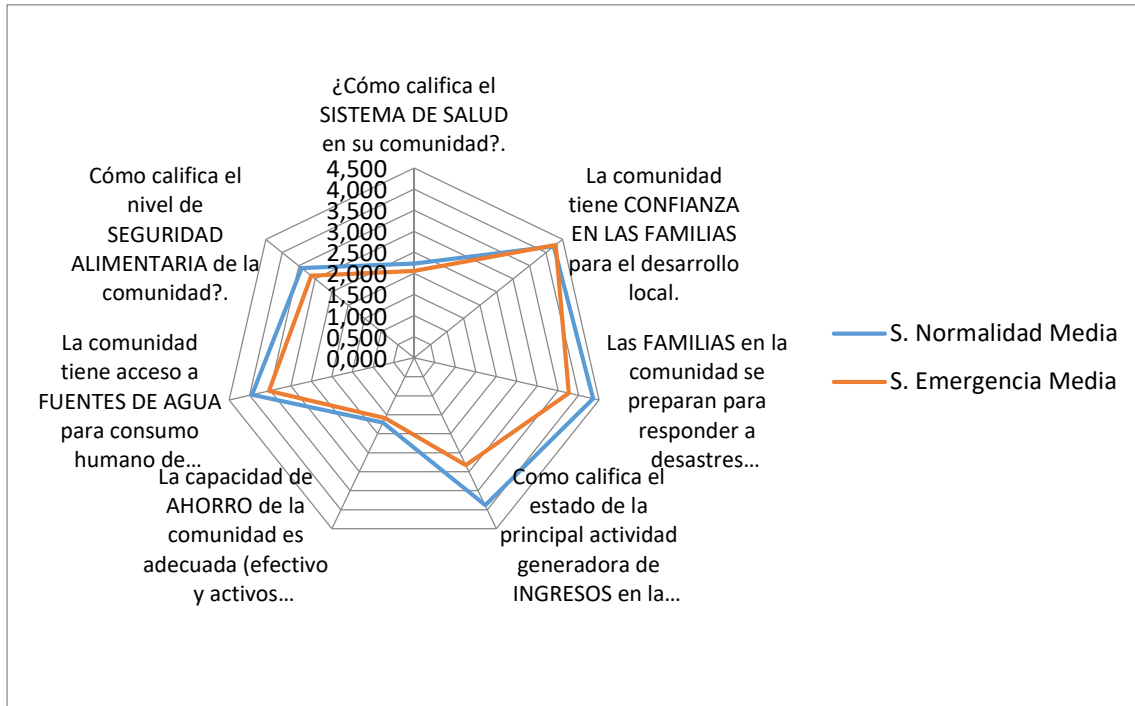 ¿Cómo califica el
SISTEMA DE SALUD
en su comunidad?.
La comunidad
tiene CONFIANZA
EN LAS FAMILIAS
para el desarrollo
local.
Las FAMILIAS en la
comunidad se
preparan para
responder a
desastres…
Como califica el
estado de la
principal actividad
generadora de
INGRESOS en la…
La capacidad de
AHORRO de la
comunidad es
adecuada (efectivo
y activos…
La comunidad
tiene acceso a
FUENTES DE AGUA
para consumo
humano de…
Cómo califica el
nivel de
SEGURIDAD
ALIMENTARIA de la
comunidad?.
4,500
4,000
3,500
3,000
2,500
2,000
1,500
1,000
0,500
0,000
S. Normalidad Media
S. Emergencia Media